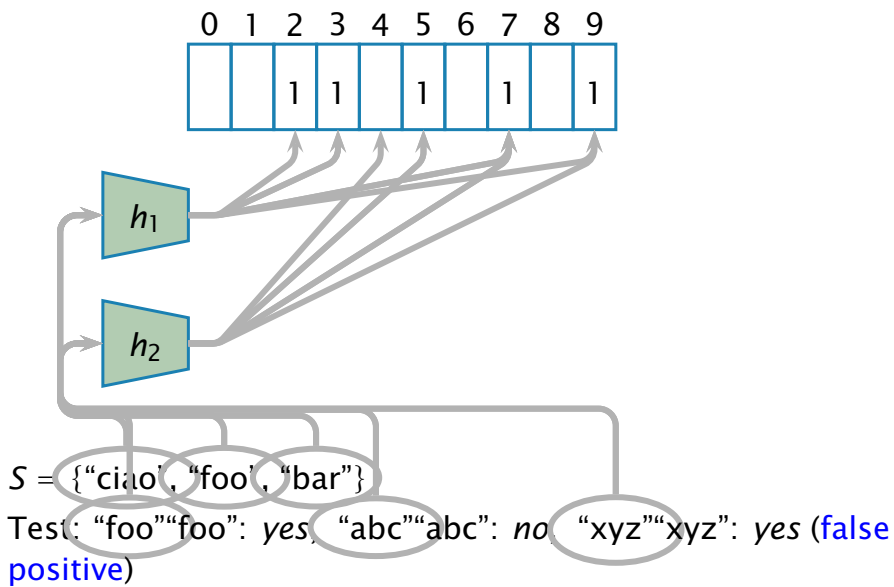 0 1 2 3 4 5 6 7 8 9
1 1 1 1 1
h1
h2
S = {“ciao”, “foo”, “bar”}
Test: “foo”“foo”: yes, “abc”“abc”: no, “xyz”“xyz”: yes (false
positive)